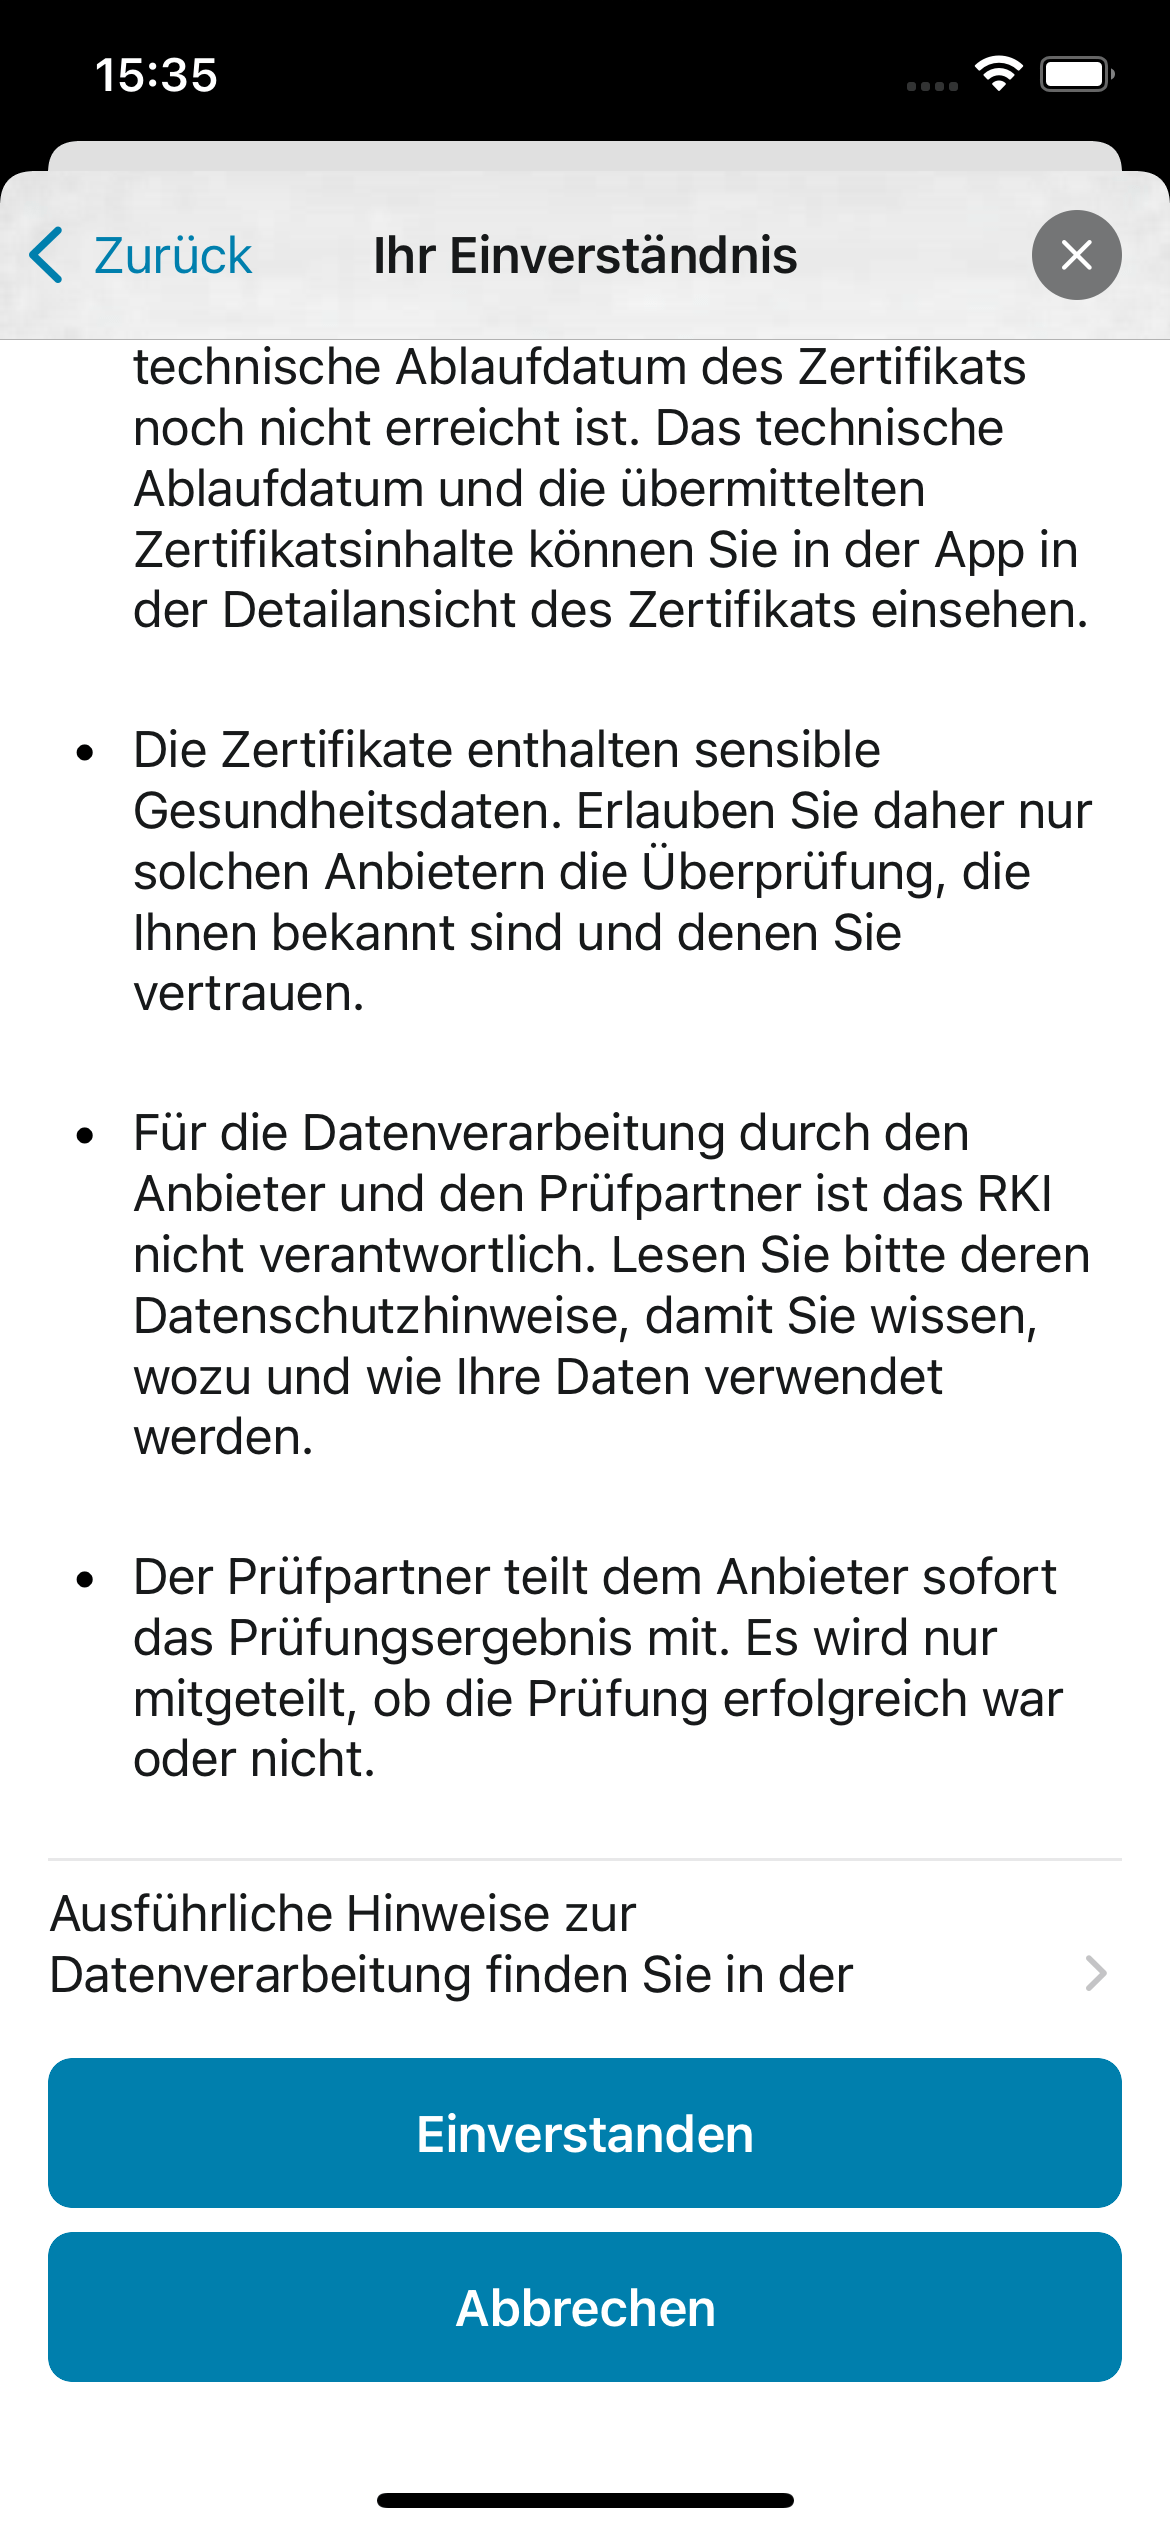 15:35
Zurück
Ihr Einverständnis
technische Ablaufdatum des Zertifikats
noch nicht erreicht ist. Das technische
Ablaufdatum und die übermittelten
Zertifikatsinhalte können Sie in der App in
der Detailansicht des Zertifikats einsehen.
• Die Zertifikate enthalten sensible
Gesundheitsdaten. Erlauben Sie daher nur
solchen Anbietern die Überprüfung, die
Ihnen bekannt sind und denen Sie
vertrauen.
• Für die Datenverarbeitung durch den
Anbieter und den Prüfpartner ist das RKI
nicht verantwortlich. Lesen Sie bitte deren
Datenschutzhinweise, damit Sie wissen,
wozu und wie Ihre Daten verwendet
werden.
• Der Prüfpartner teilt dem Anbieter sofort
das Prüfungsergebnis mit. Es wird nur
mitgeteilt, ob die Prüfung erfolgreich war
oder nicht.
Ausführliche Hinweise zur
Datenverarbeitung finden Sie in der
Einverstanden
Abbrechen